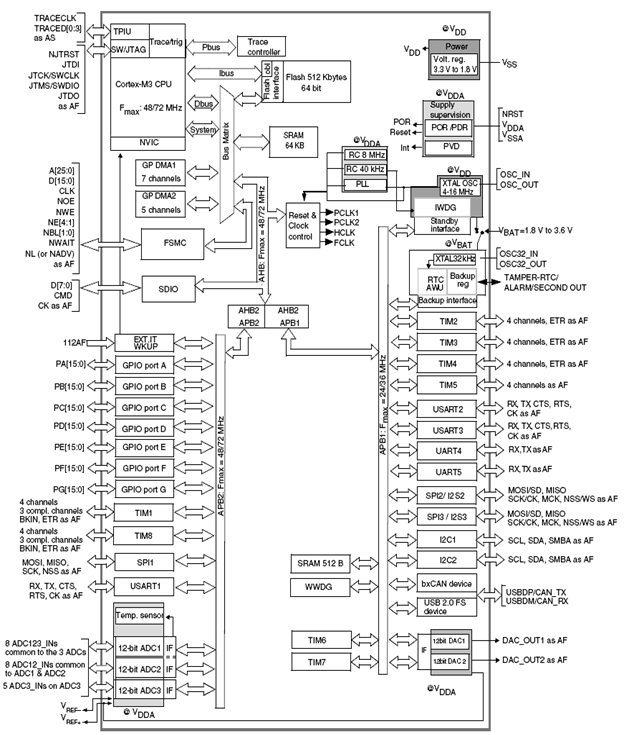 TRACECLK
TRACED[0:3]
as AS
NJTRST
JTDI
JTCK/SWCLK
JTMS/SWDIO
JTDO
as AF
TPIU
SW/JTAG
Trace/trig
Cortex-M3 CPU
Fmax: 48/72 MHz
NVIC
Pbus
Trace
controller
Ibus
Dbus
System
Flash obl
interface
Flash 512 Kbytes
64 bit
Bus Matrix
SRAM
64 KB
GP DMA1
7 channels
GP DMA2
5 channels
@VDD
Power
Volt. reg.
3.3 V to 1.8 V
VDD
VSS
@VDDA
Supply
supervision
POR /PDR
PVD
POR
Reset
Int
NRST
VDDA
VSSA
@VDDA
RC 8 MHz
RC 40 kHz
PLL
@VDD
XTAL OSC
4-16 MHz
OSC_IN
OSC_OUT
IWDG
Standby
interface
VBAT=1.8 V to 3.6 V
Reset &
Clock
control
PCLK1
PCLK2
HCLK
FCLK
@VBAT
XTAL32kHz
OSC32_IN
OSC32_OUT
RTC
AWU
Backup
reg
Backup interface
TAMPER-RTC/
ALARM/SECOND OUT
A[25:0]
D[15:0]
CLK
NOE
NWE
NE[4:1]
NBL[1:0]
NWAIT
NL (or NADV)
as AF
FSMC
D[7:0]
CMD
CK as AF
SDIO
AHB: Fmax = 48/72 MHz
AHB2
APB2
AHB2
APB1
112AF
EXT.IT
WKUP
PA[15:0]
GPIO port A
PB[15:0]
GPIO port B
PC[15:0]
GPIO port C
PD[15:0]
GPIO port D
PE[15:0]
GPIO port E
PF[15:0]
GPIO port F
PG[15:0]
GPIO port G
4 channels
3 compl. channels
BKIN, ETR as AF
TIM1
4 channels
3 compl. channels
BKIN, ETR as AF
TIM8
MOSI, MISO,
SCK, NSS as AF
SPI1
RX, TX, CTS,
RTS, CK as AF
USART1
APB2: Fmax = 48/72 MHz
APB1: Fmax = 24/36 MHz
Temp. sensor
8 ADC123_INs
common to the 3 ADCs
12-bit ADC1
IF
8 ADC12_INs common
to ADC1 & ADC2
12-bit ADC2
IF
5 ADC3_INs on ADC3
12-bit ADC3
IF
VREF-
VREF+
@ VDDA
TIM2
4 channels, ETR as AF
TIM3
4 channels, ETR as AF
TIM4
4 channels, ETR as AF
TIM5
4 channels as AF
USART2
RX, TX, CTS, RTS,
CK as AF
USART3
RX, TX, CTS, RTS,
CK as AF
UART4
RX,TX as AF
UART5
RX,TX as AF
SPI2/ I2S2
MOSI/SD, MISO
SCK/CK, MCK, NSS/WS as AF
SPI3 / I2S3
MOSI/SD, MISO
SCK/CK, MCK, NSS/WS as AF
I2C1
SCL, SDA, SMBA as AF
I2C2
SCL, SDA, SMBA as AF
SRAM 512 B
WWDG
bxCAN device
USB 2.0 FS
device
USBDP/CAN_TX
USBDM/CAN_RX
TIM6
TIM7
IF
12bit DAC1
12bit DAC 2
DAC_OUT1 as AF
DAC_OUT2 as AF
@VDDA